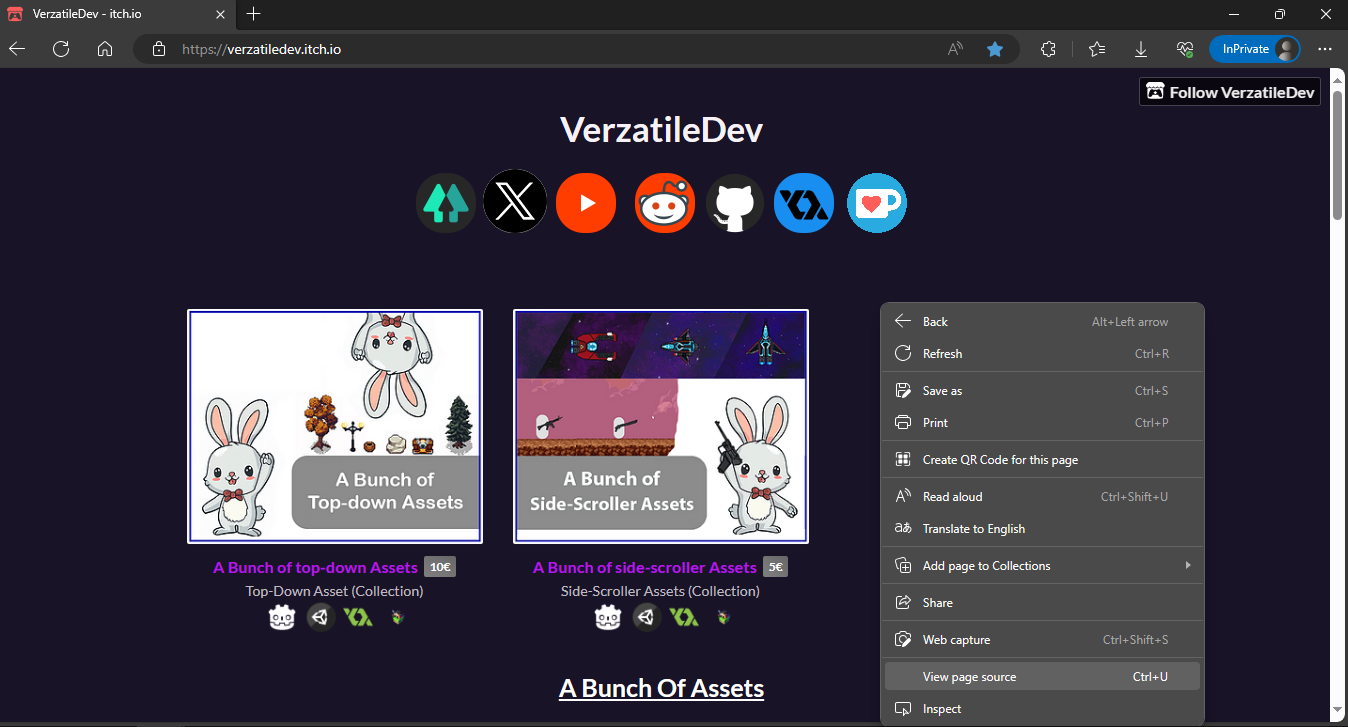 VerzatileDev - itch.io
https://verzatiledev.itch.io
InPrivate
Follow VerzatileDev
VerzatileDev
A Bunch of
Top-down Assets
A Bunch of top-down Assets 10€
Top-Down Asset (Collection)
A Bunch of
Side-Scroller Assets
A Bunch of side-scroller Assets 5€
Side-Scroller Assets (Collection)
A Bunch Of Assets
Back Alt+Left arrow
Refresh Ctrl+R
Save as Ctrl+S
Print Ctrl+P
Create QR Code for this page
Read aloud Ctrl+Shift+U
Translate to English
Add page to Collections
Share
Web capture Ctrl+Shift+S
View page source Ctrl+U
Inspect